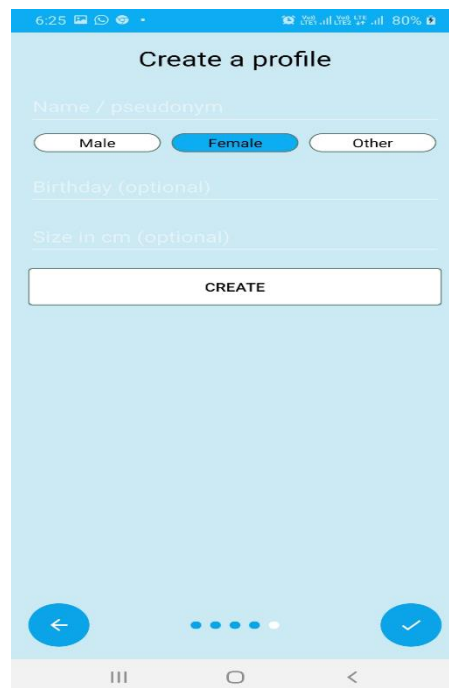 6:25 80%
Create a profile
Name / pseudonym
Male Female Other
Birthday (optional)
Size in cm (optional)
CREATE